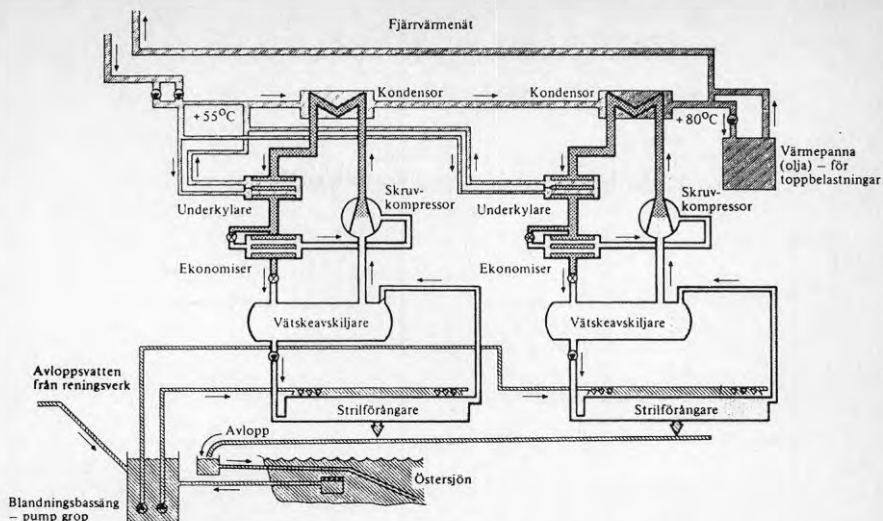 Fjärrvärmenät
Kondensor
Kondensor
+55°C
+80°C
Värmepanna
(olja) – för
toppbelastningar
Underkylare
Skruv-
kompressor
Underkylare
Skruv-
kompressor
Ekonomiser
Ekonomiser
Vätskeavskiljare
Vätskeavskiljare
Avloppsvatten
från reningsverk
Strilförångare
Strilförångare
Avlopp
Östersjön
Blandningsbassäng
– pump grop